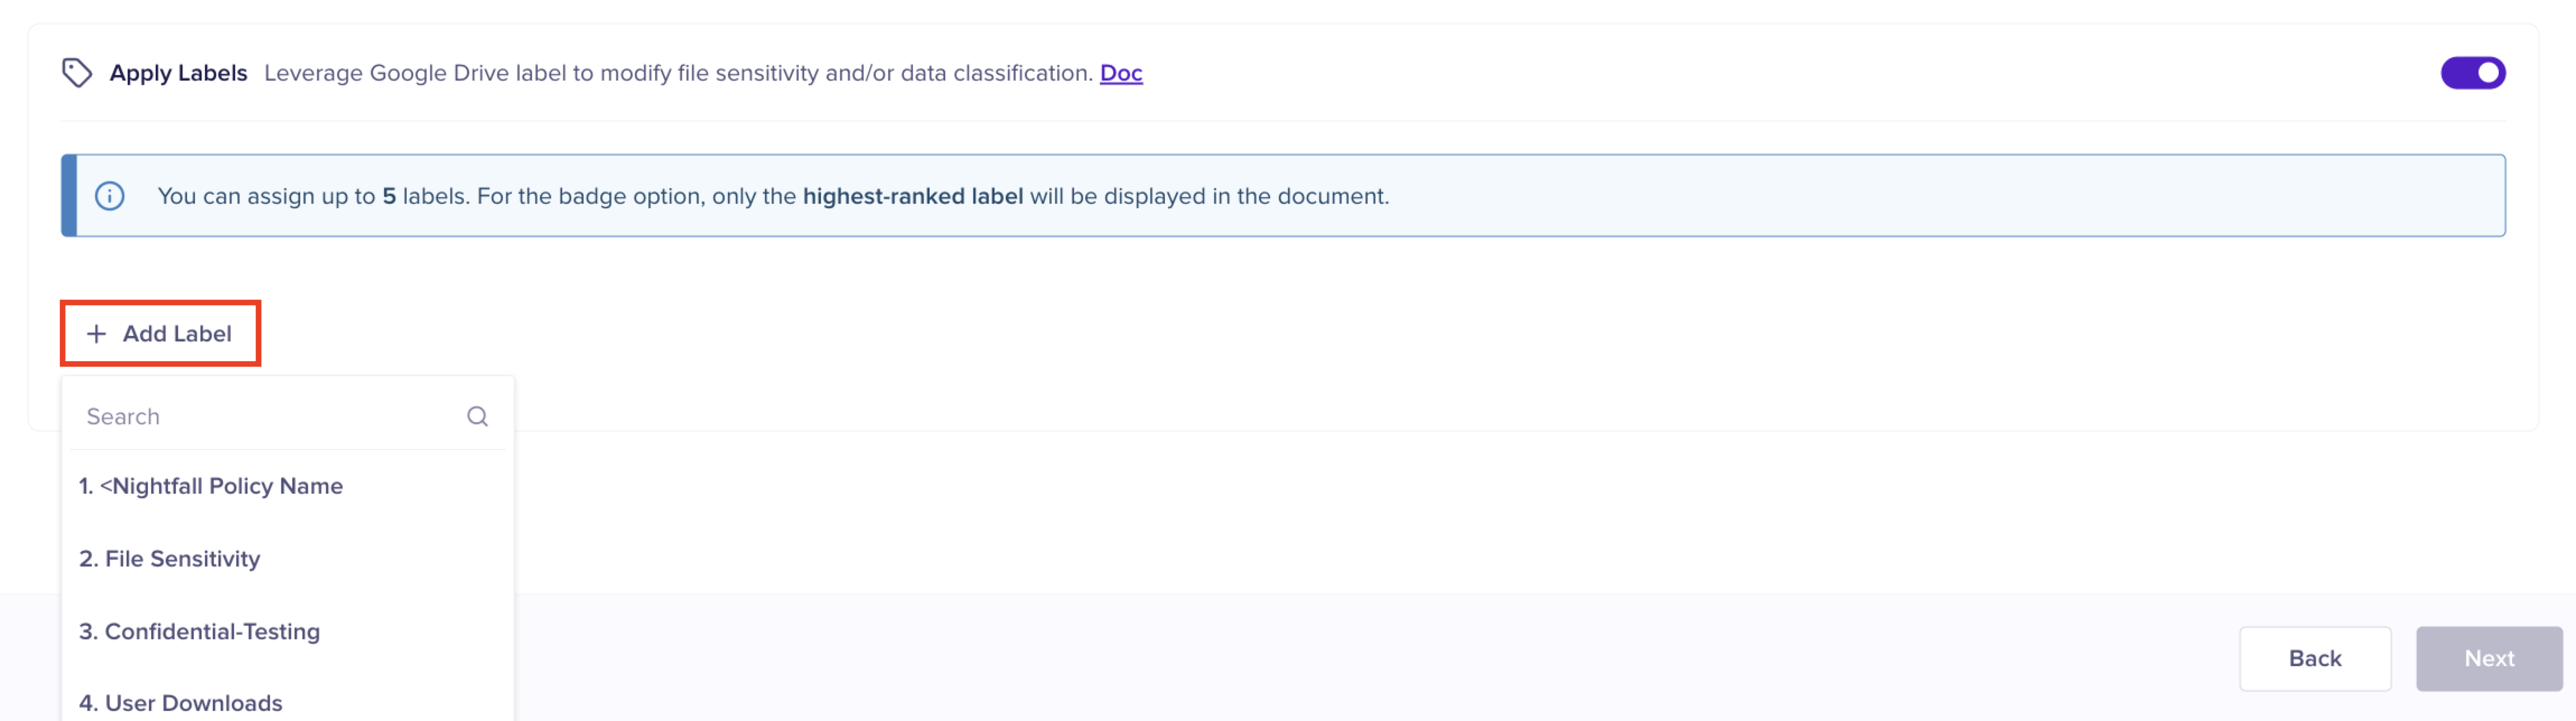 Apply Labels Leverage Google Drive label to modify file sensitivity and/or data classification. Doc
You can assign up to 5 labels. For the badge option, only the highest-ranked label will be displayed in the document.
+ Add Label
Search
1. <Nightfall Policy Name
2. File Sensitivity
3. Confidential-Testing
4. User Downloads
Back Next